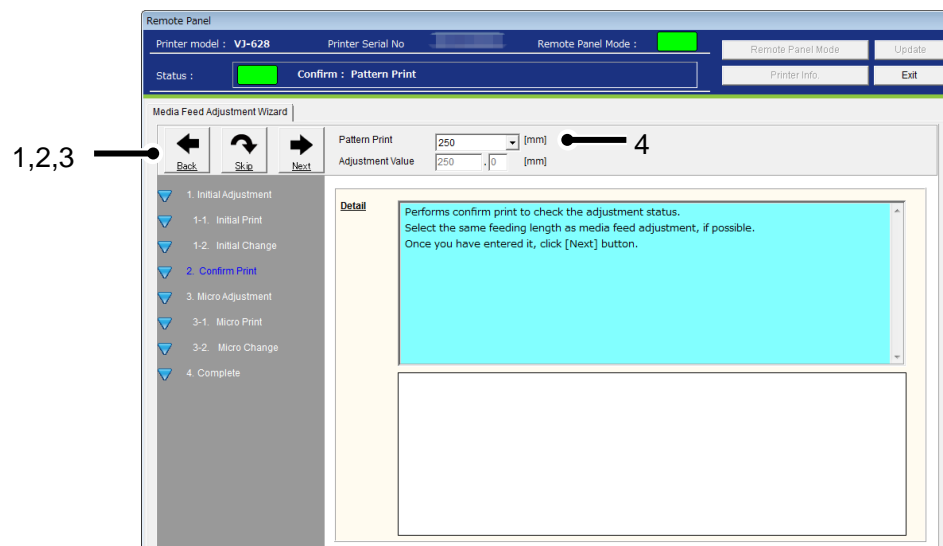 Remote Panel
Printer model : VJ-628 Printer Serial No Remote Panel Mode : Remote Panel Mode Update
Status : Confirm : Pattern Print Printer Info. Exit
Media Feed Adjustment Wizard
1,2,3
Back Skip Next
Pattern Print 250 [mm] 4
Adjustment Value 250 . 0 [mm]
1. Initial Adjustment
1-1. Initial Print
1-2. Initial Change
2. Confirm Print
3. Micro Adjustment
3-1. Micro Print
3-2. Micro Change
4. Complete
Detail
Performs confirm print to check the adjustment status.
Select the same feeding length as media feed adjustment, if possible.
Once you have entered it, click [Next] button.